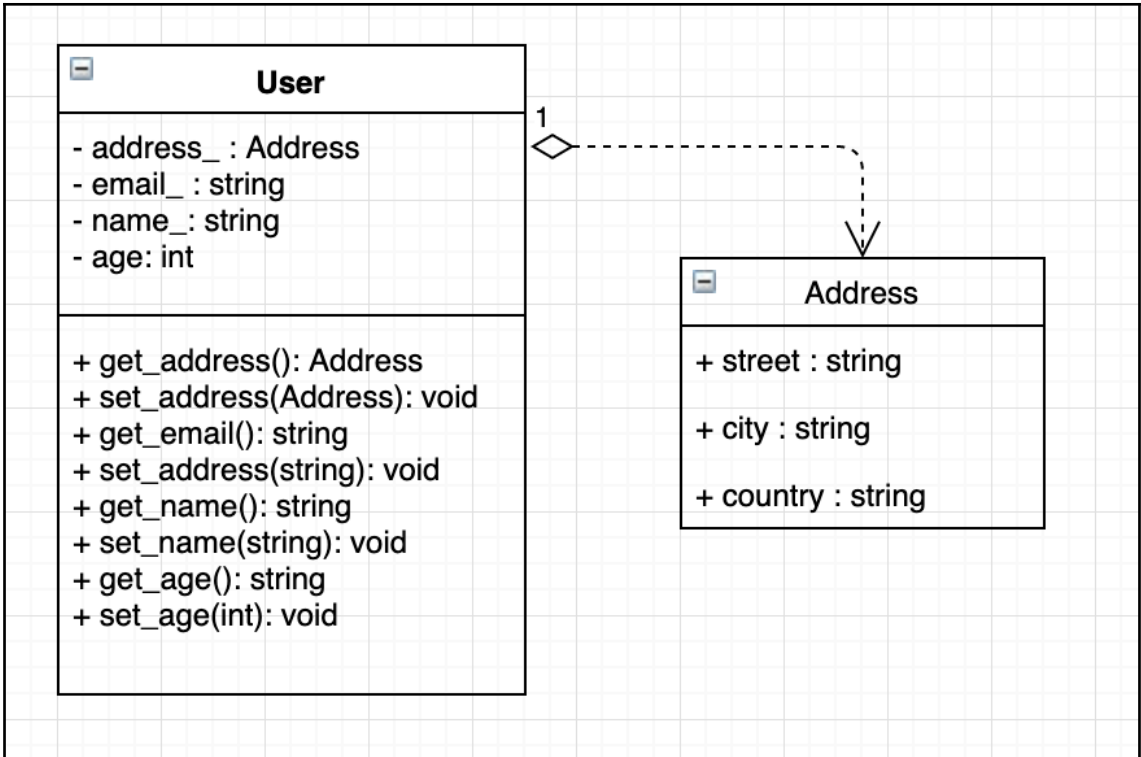 User
- address_ : Address
- email_ : string
- name_: string
- age: int
+ get_address(): Address
+ set_address(Address): void
+ get_email(): string
+ set_address(string): void
+ get_name(): string
+ set_name(string): void
+ get_age(): string
+ set_age(int): void
1
Address
+ street : string
+ city : string
+ country : string